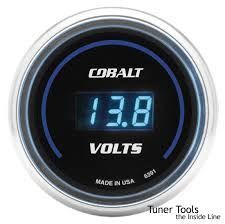 COBALT
13.8
VOLTS
MADE IN USA
6391
Tuner Tools
the Inside Line